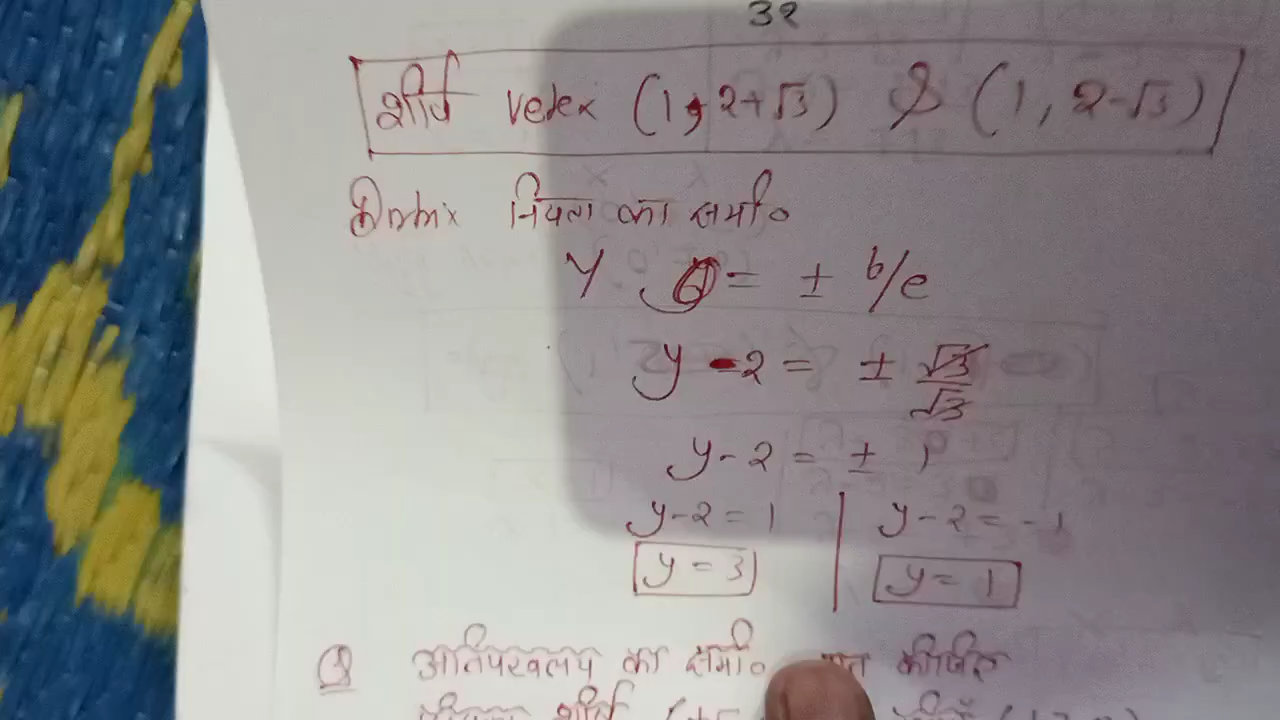 32
शीर्ष vetex (1, 2+√3) & (1, 2-√3)
नियता का समी०
Y = ± b/e
y - 2 = ± √3/√3
y - 2 = ± 1
y - 2 = 1 | y - 2 = -1
y = 3 | y = 1
Q अतिपरवलय का समी० कीजिए
शीर्ष